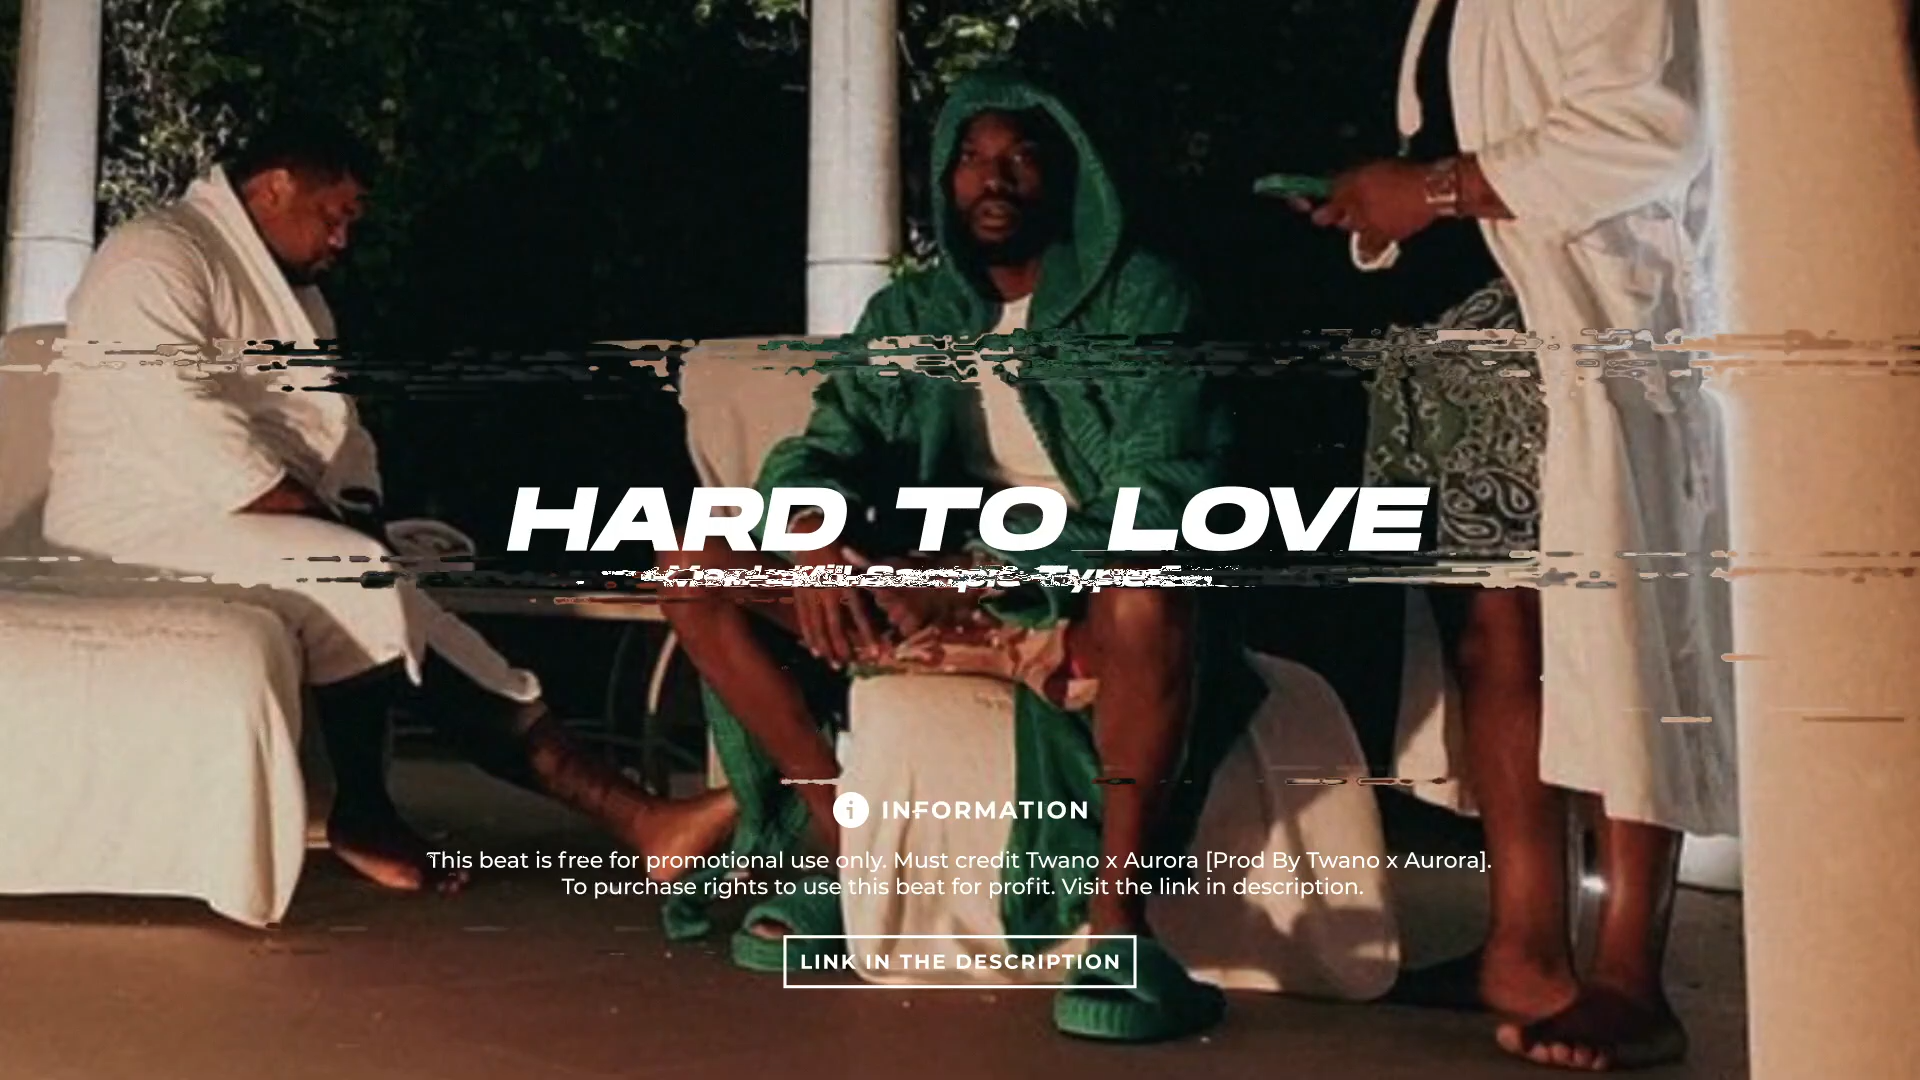 HARD TO LOVE
Sample Type
INFORMATION
This beat is free for promotional use only. Must credit Twano x Aurora [Prod By Twano x Aurora].
To purchase rights to use this beat for profit. Visit the link in description.
LINK IN THE DESCRIPTION